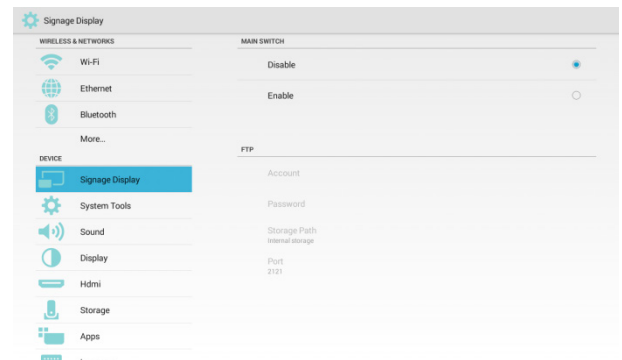 Signage Display
WIRELESS & NETWORKS
Wi-Fi
Ethernet
Bluetooth
More...
DEVICE
Signage Display
System Tools
Sound
Display
Hdmi
Storage
Apps
MAIN SWITCH
Disable
Enable
FTP
Account
Password
Storage Path
Internal storage
Port
2121